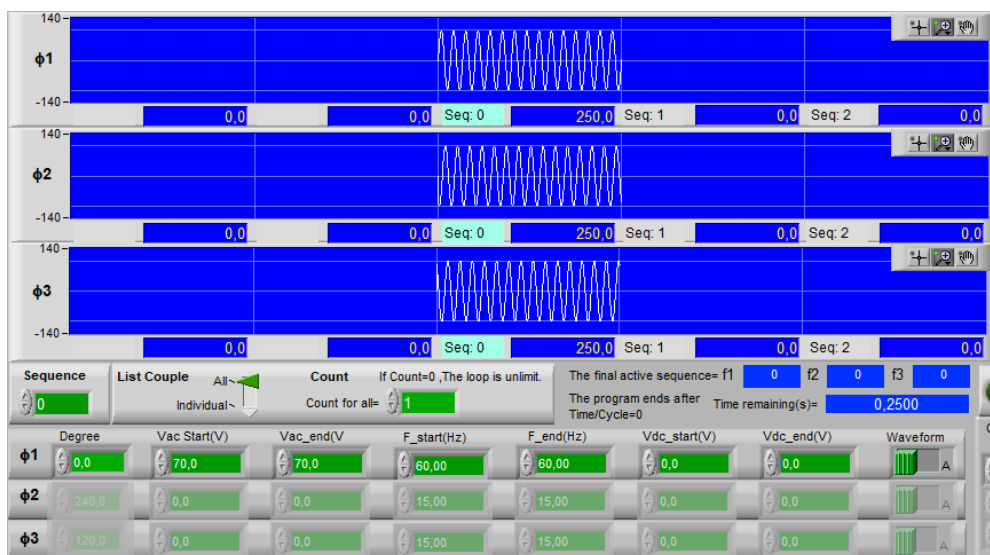 140
ϕ1
-140
0,0 0,0 Seq: 0 250,0 Seq: 1 0,0 Seq: 2 0,0
140
ϕ2
-140
0,0 0,0 Seq: 0 250,0 Seq: 1 0,0 Seq: 2 0,0
140
ϕ3
-140
0,0 0,0 Seq: 0 250,0 Seq: 1 0,0 Seq: 2 0,0
Sequence List Couple All Count If Count=0 ,The loop is unlimit. The final active sequence= f1 0 f2 0 f3 0
0 Individual Count for all= 1 The program ends after Time/Cycle=0 Time remaining(s)= 0,2500
Degree Vac Start(V) Vac_end(V F_start(Hz) F_end(Hz) Vdc_start(V) Vdc_end(V) Waveform
ϕ1 0,0 70,0 70,0 60,00 60,00 0,0 0,0 A
ϕ2 240,0 0,0 0,0 15,00 15,00 0,0 0,0 A
ϕ3 120,0 0,0 0,0 15,00 15,00 0,0 0,0 A